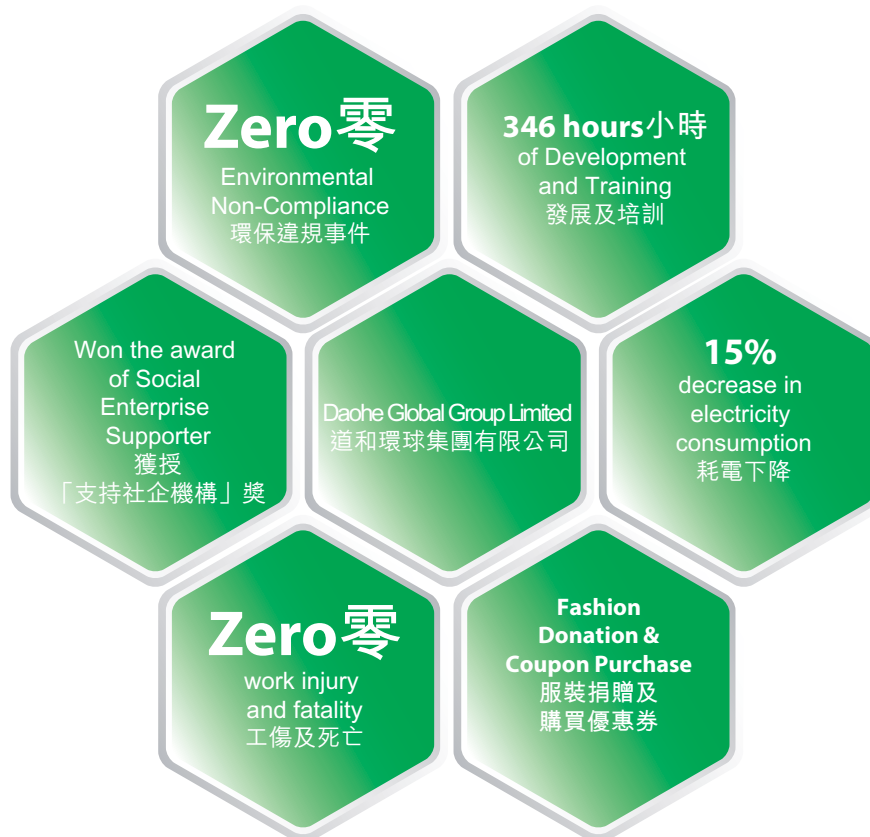 Zero零
Environmental
Non-Compliance
環保違規事件
346 hours小時
of Development
and Training
發展及培訓
Won the award
of Social
Enterprise
Supporter
獲授
「支持社企機構」獎
Daohe Global Group Limited
道和環球集團有限公司
15%
decrease in
electricity
consumption
耗電下降
Zero零
work injury
and fatality
工傷及死亡
Fashion
Donation &
Coupon Purchase
服裝捐贈及
購買優惠券